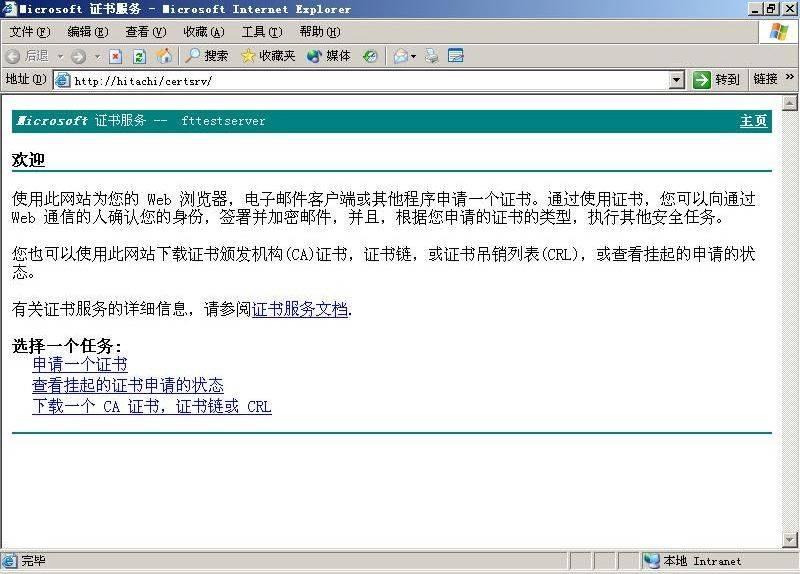 Microsoft 证书服务 - Microsoft Internet Explorer
文件(F) 编辑(E) 查看(V) 收藏(A) 工具(T) 帮助(H)
后退 搜索 收藏夹 媒体
地址(D) http://hitachi/certsrv/ 转到 链接 »
Microsoft 证书服务 -- fttestserver 主页
欢迎
使用此网站为您的 Web 浏览器，电子邮件客户端或其他程序申请一个证书。通过使用证书，您可以向通过
Web 通信的人确认您的身份，签署并加密邮件，并且，根据您申请的证书的类型，执行其他安全任务。
您也可以使用此网站下载证书颁发机构(CA)证书，证书链，或证书吊销列表(CRL)，或查看挂起的申请的状
态。
有关证书服务的详细信息，请参阅证书服务文档.
选择一个任务:
申请一个证书
查看挂起的证书申请的状态
下载一个 CA 证书，证书链或 CRL
完毕 本地 Intranet